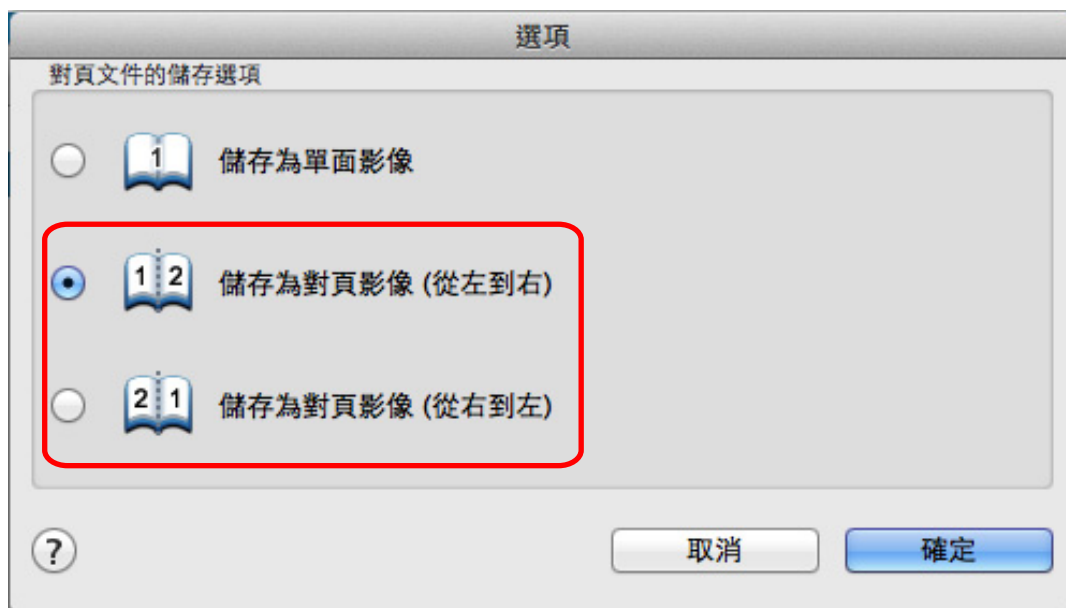 選項
對頁文件的儲存選項
1 儲存為單面影像
1 2 儲存為對頁影像 (從左到右)
2 1 儲存為對頁影像 (從右到左)
? 取消 確定